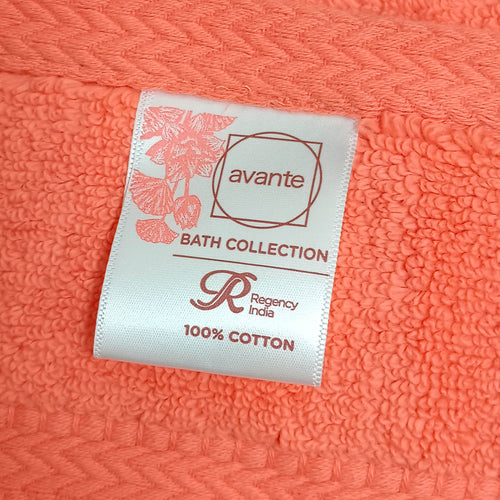 avante
BATH COLLECTION
R Regency
India
100% COTTON